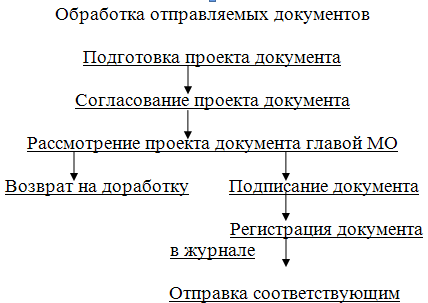 Обработка отправляемых документов
Подготовка проекта документа
Согласование проекта документа
Рассмотрение проекта документа главой МО
Возврат на доработку
Подписание документа
Регистрация документа
в журнале
Отправка соответствующим